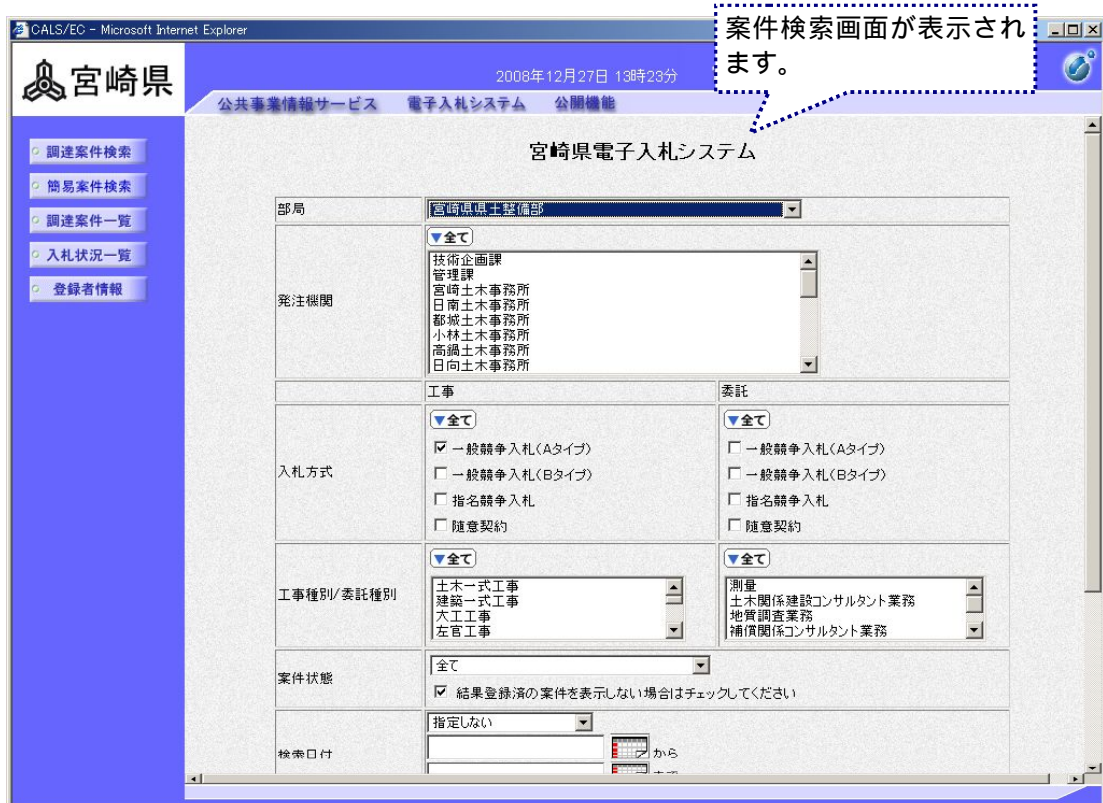 案件検索画面が表示され
ます。
CALS/EC - Microsoft Internet Explorer
宮崎県
2008年12月27日 13時23分
公共事業情報サービス 電子入札システム 公開機能
調達案件検索
簡易案件検索
調達案件一覧
入札状況一覧
登録者情報
宮崎県電子入札システム
部局 宮崎県県土整備部
▼全て
発注機関
技術企画課
管理課
宮崎土木事務所
日南土木事務所
都城土木事務所
小林土木事務所
高鍋土木事務所
日向土木事務所
工事 委託
入札方式
▼全て
一般競争入札(Aタイプ)
一般競争入札(Bタイプ)
指名競争入札
随意契約
▼全て
一般競争入札(Aタイプ)
一般競争入札(Bタイプ)
指名競争入札
随意契約
工事種別/委託種別
▼全て
土木一式工事
建築一式工事
大工工事
左官工事
▼全て
測量
土木関係建設コンサルタント業務
地質調査業務
補償関係コンサルタント業務
案件状態
全て
結果登録済の案件を表示しない場合はチェックしてください
検索日付
指定しない
から